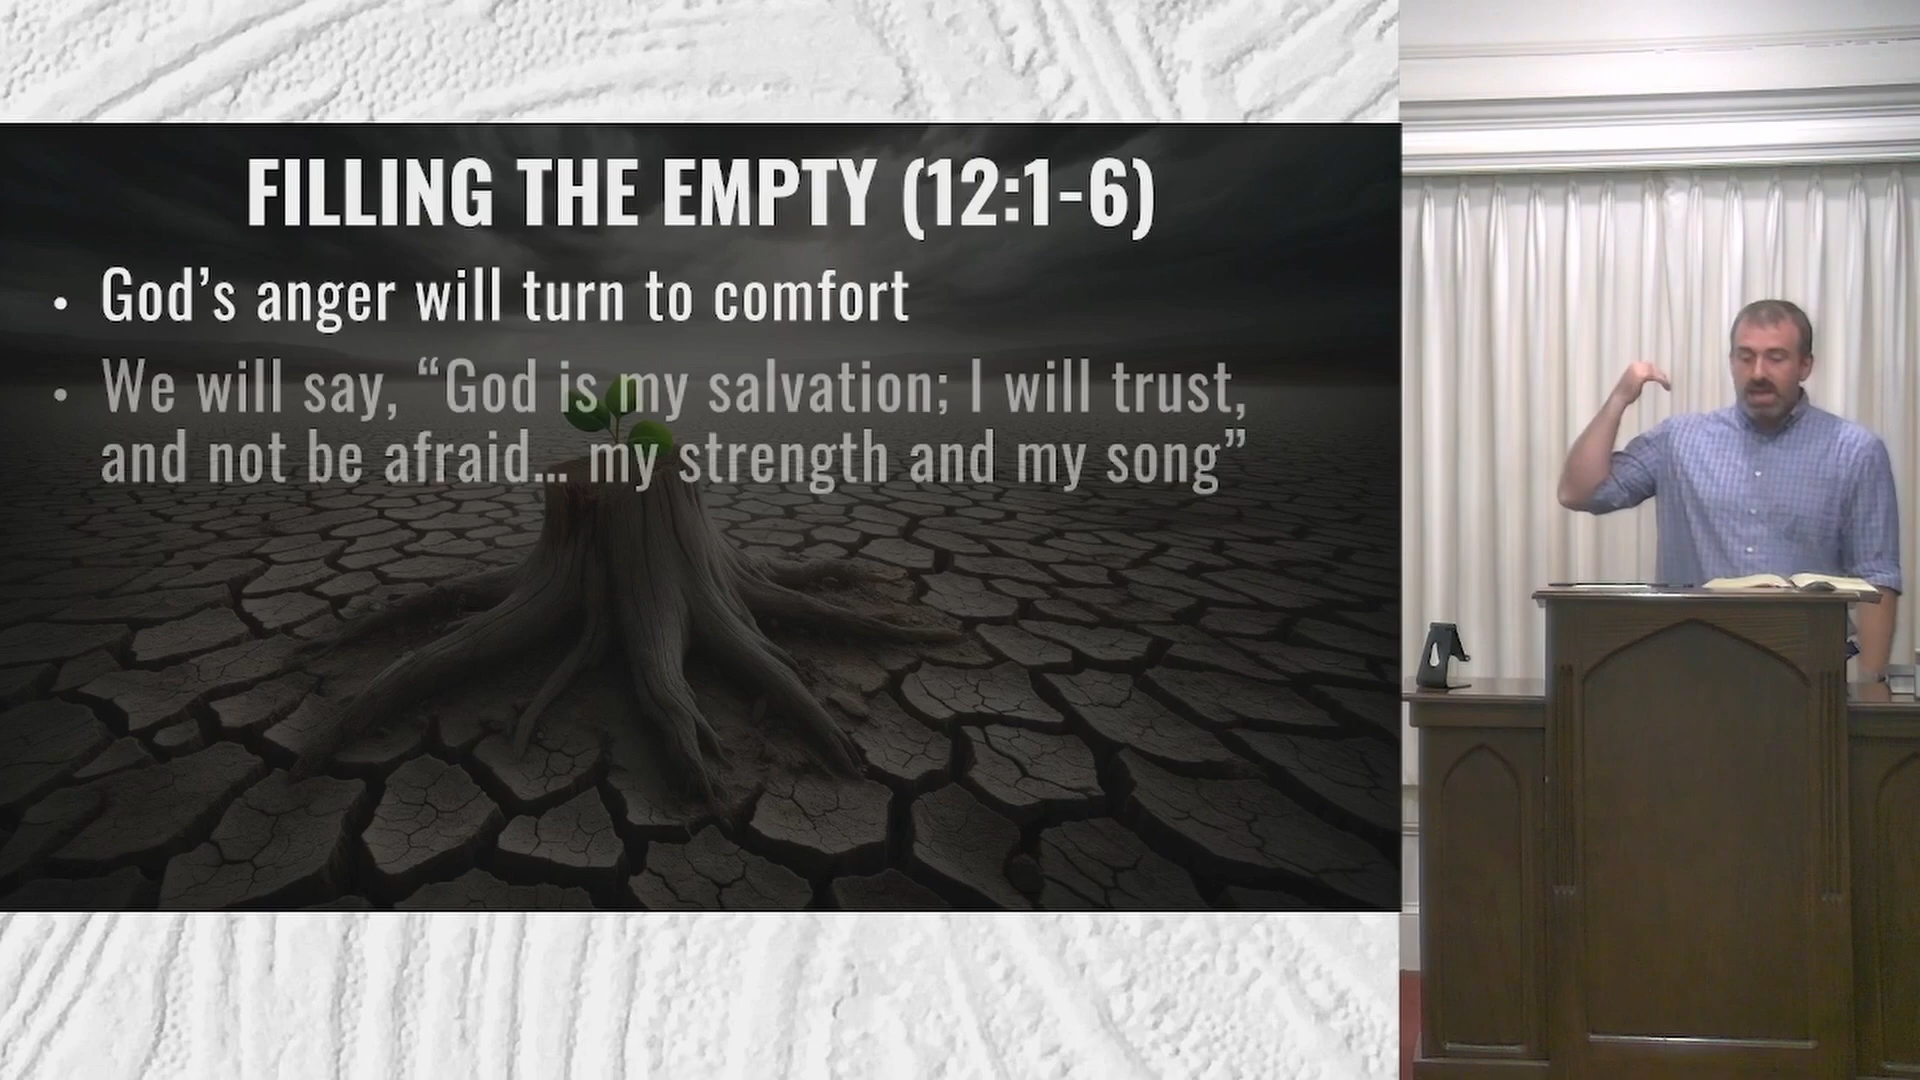 FILLING THE EMPTY (12:1-6)
• God’s anger will turn to comfort
• We will say, “God is my salvation; I will trust,
and not be afraid... my strength and my song”